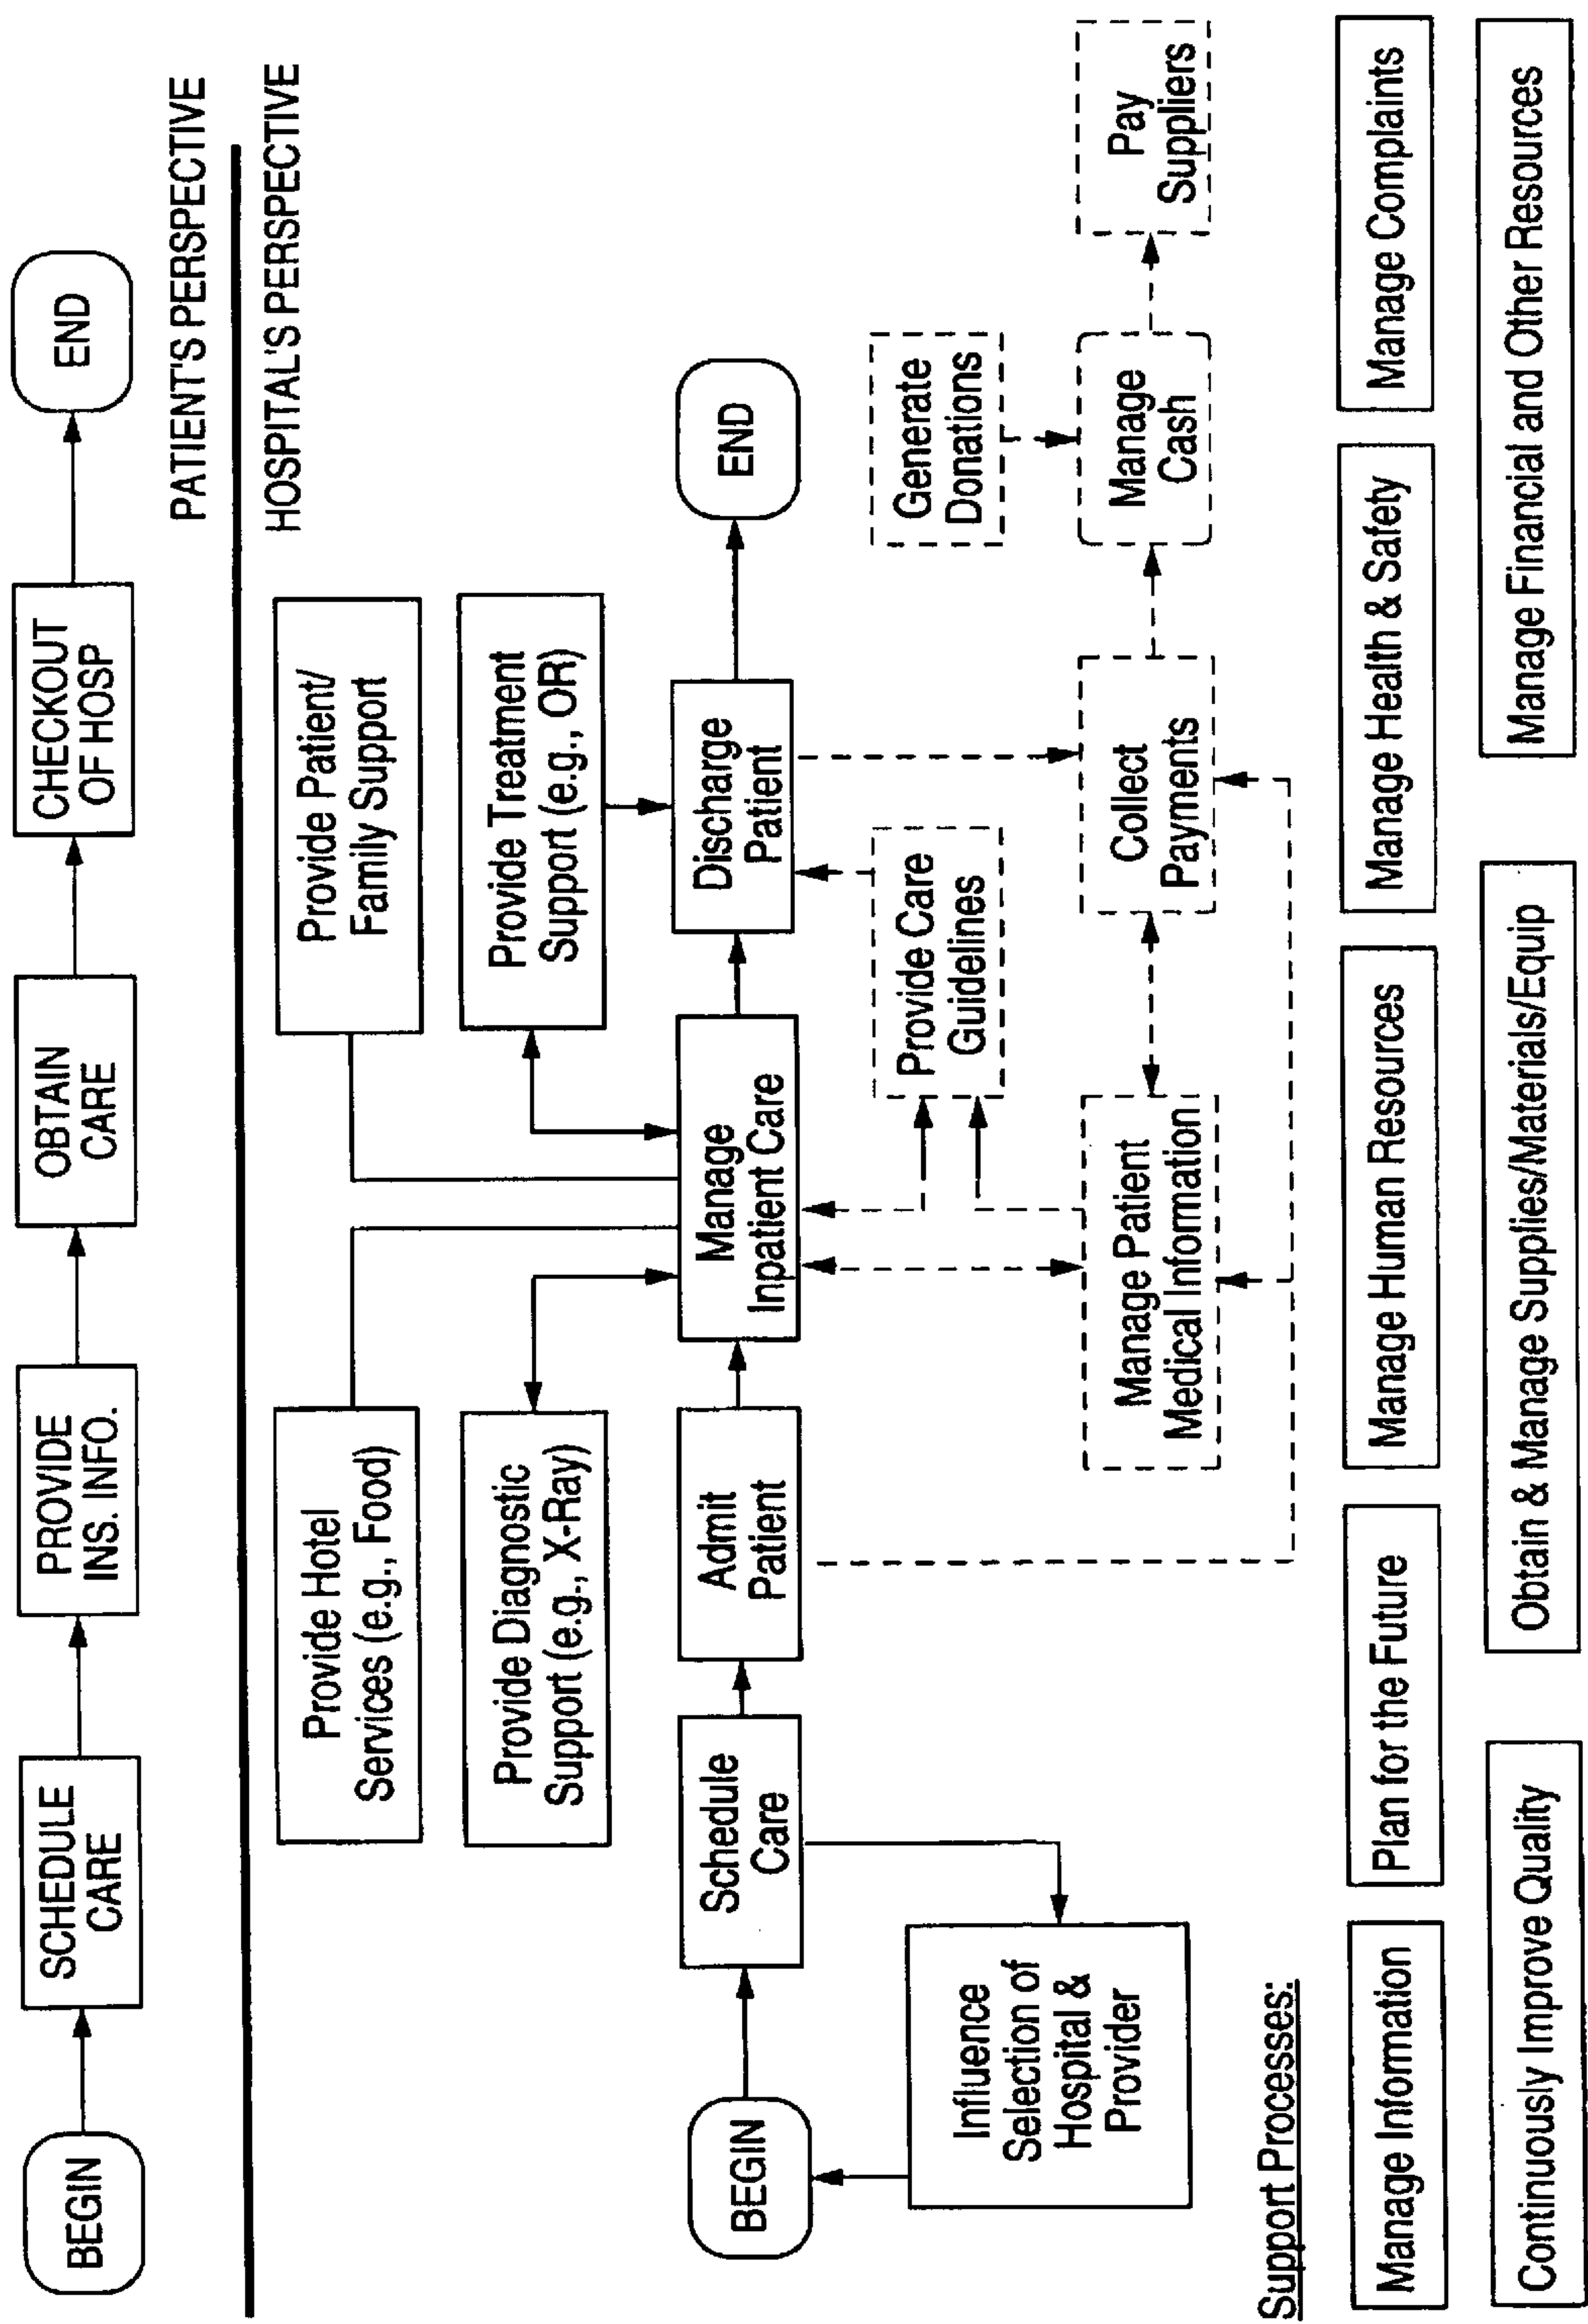 BEGIN
SCHEDULE
CARE
PROVIDE
INS. INFO.
OBTAIN
CARE
CHECKOUT
OF HOSP
END
PATIENT'S PERSPECTIVE
HOSPITAL'S PERSPECTIVE
Provide Hotel
Services (e.g., Food)
Provide Patient/
Family Support
Provide Diagnostic
Support (e.g., X-Ray)
Provide Treatment
Support (e.g., OR)
BEGIN
Schedule
Care
Admit
Patient
Manage
Inpatient Care
Discharge
Patient
END
Influence
Selection of
Hospital &
Provider
Provide Care
Guidelines
Generate
Donations
Manage Patient
Medical Information
Collect
Payments
Manage
Cash
Pay
Suppliers
Support Processes:
Manage Information
Plan for the Future
Manage Human Resources
Manage Health & Safety
Manage Complaints
Continuously Improve Quality
Obtain & Manage Supplies/Materials/Equip
Manage Financial and Other Resources